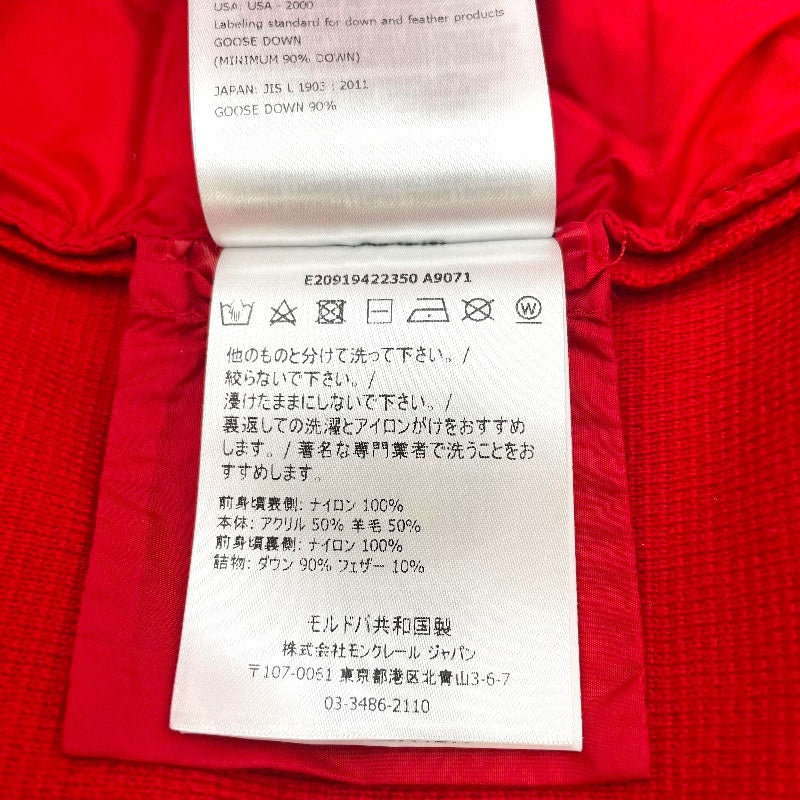 USA: USA - 2000
Labeling standard for down and feather products
GOOSE DOWN
(MINIMUM 90% DOWN)
JAPAN: JIS L 1903 : 2011
GOOSE DOWN 90%
E20919422350 A9071
W
他のものと分けて洗って下さい。/
絞らないで下さい。/
浸けたままにしないで下さい。/
裏返しての洗濯とアイロンがけをおすすめ
します。/ 著名な専門業者で洗うことをお
すすめします。
前身頃表側: ナイロン 100%
本体: アクリル 50% 羊毛 50%
前身頃裏側: ナイロン 100%
詰物: ダウン 90% フェザー 10%
モルドバ共和国製
株式会社モンクレール ジャパン
〒107-0061 東京都港区北青山3-6-7
03-3486-2110